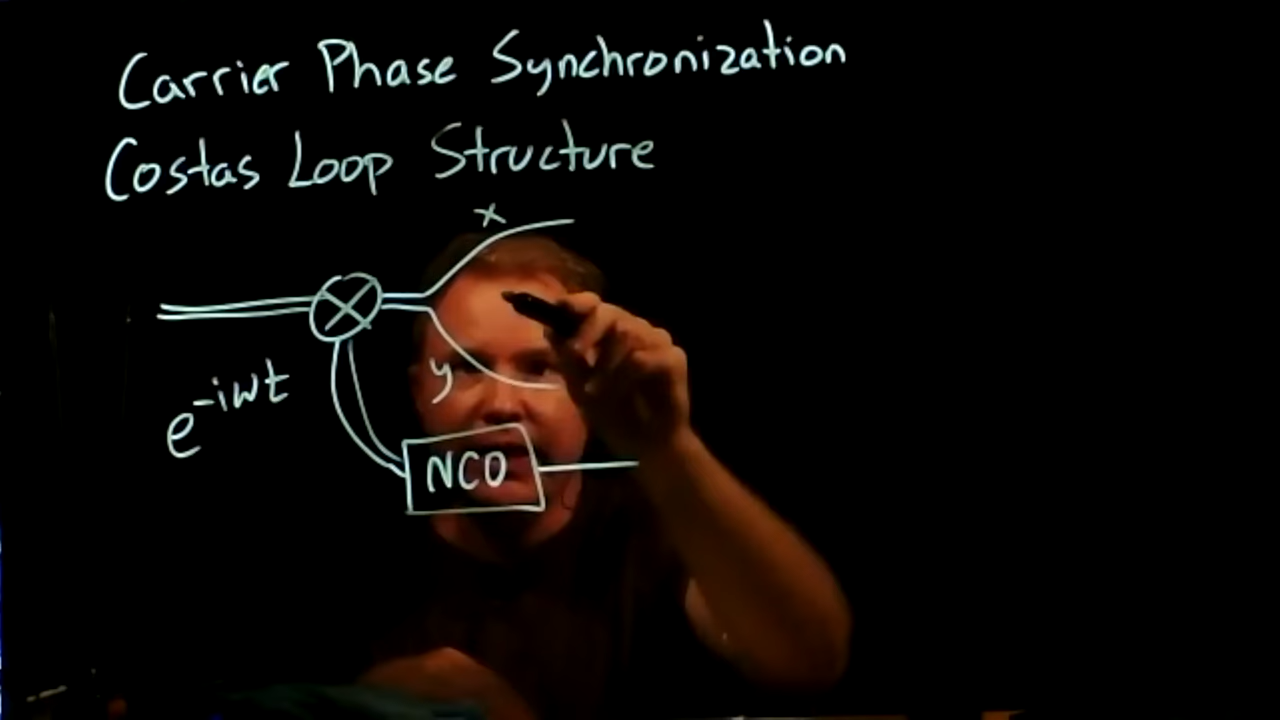 Carrier Phase Synchronization
Costas Loop Structure
x
y
e^-iwt
NCO